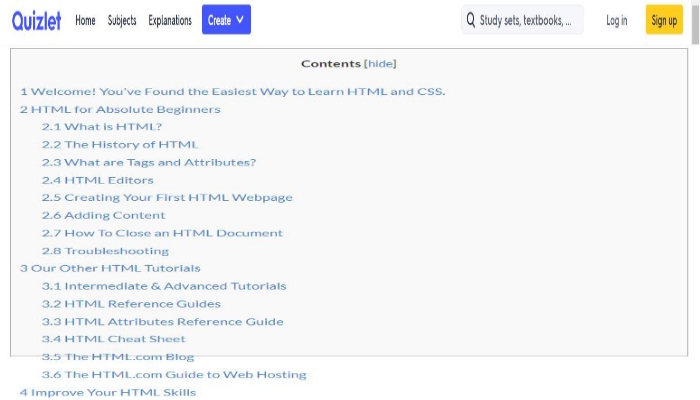 Quizlet Home Subjects Explanations Create Study sets, textbooks, ... Log in Sign up
Contents [hide]
1 Welcome! You've Found the Easiest Way to Learn HTML and CSS.
2 HTML for Absolute Beginners
2.1 What is HTML?
2.2 The History of HTML
2.3 What are Tags and Attributes?
2.4 HTML Editors
2.5 Creating Your First HTML Webpage
2.6 Adding Content
2.7 How To Close an HTML Document
2.8 Troubleshooting
3 Our Other HTML Tutorials
3.1 Intermediate & Advanced Tutorials
3.2 HTML Reference Guides
3.3 HTML Attributes Reference Guide
3.4 HTML Cheat Sheet
3.5 The HTML.com Blog
3.6 The HTML.com Guide to Web Hosting
4 Improve Your HTML Skills